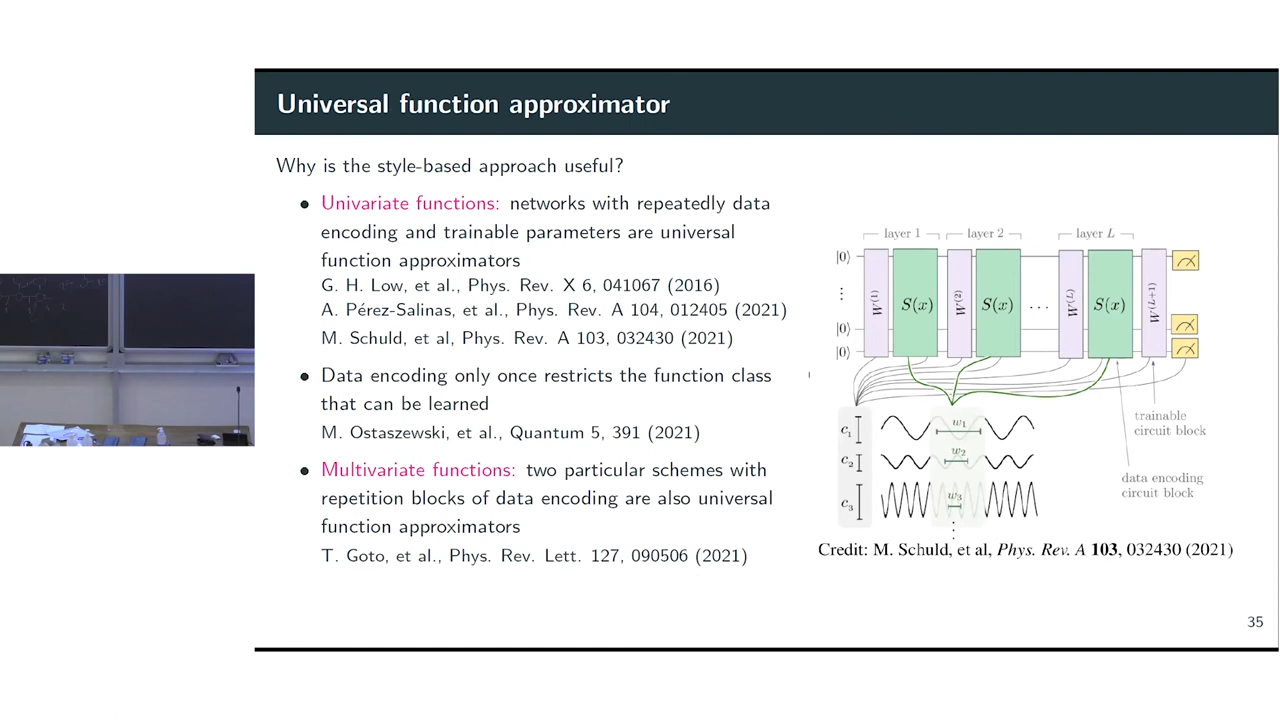 Universal function approximator
Why is the style-based approach useful?
• Univariate functions: networks with repeatedly data
encoding and trainable parameters are universal
function approximators
G. H. Low, et al., Phys. Rev. X 6, 041067 (2016)
A. Pérez-Salinas, et al., Phys. Rev. A 104, 012405 (2021)
M. Schuld, et al, Phys. Rev. A 103, 032430 (2021)
• Data encoding only once restricts the function class
that can be learned
M. Ostaszewski, et al., Quantum 5, 391 (2021)
• Multivariate functions: two particular schemes with
repetition blocks of data encoding are also universal
function approximators
T. Goto, et al., Phys. Rev. Lett. 127, 090506 (2021)
layer 1 layer 2 layer L
|0⟩
⋮
|0⟩
|0⟩
W⁽¹⁾ S(x) W⁽²⁾ S(x) ... W⁽ᴸ⁾ S(x) W⁽ᴸ⁺¹⁾
c₁ w₁
c₂ w₂
c₃ w₃
⋮
trainable
circuit block
data encoding
circuit block
Credit: M. Schuld, et al, Phys. Rev. A 103, 032430 (2021)
35